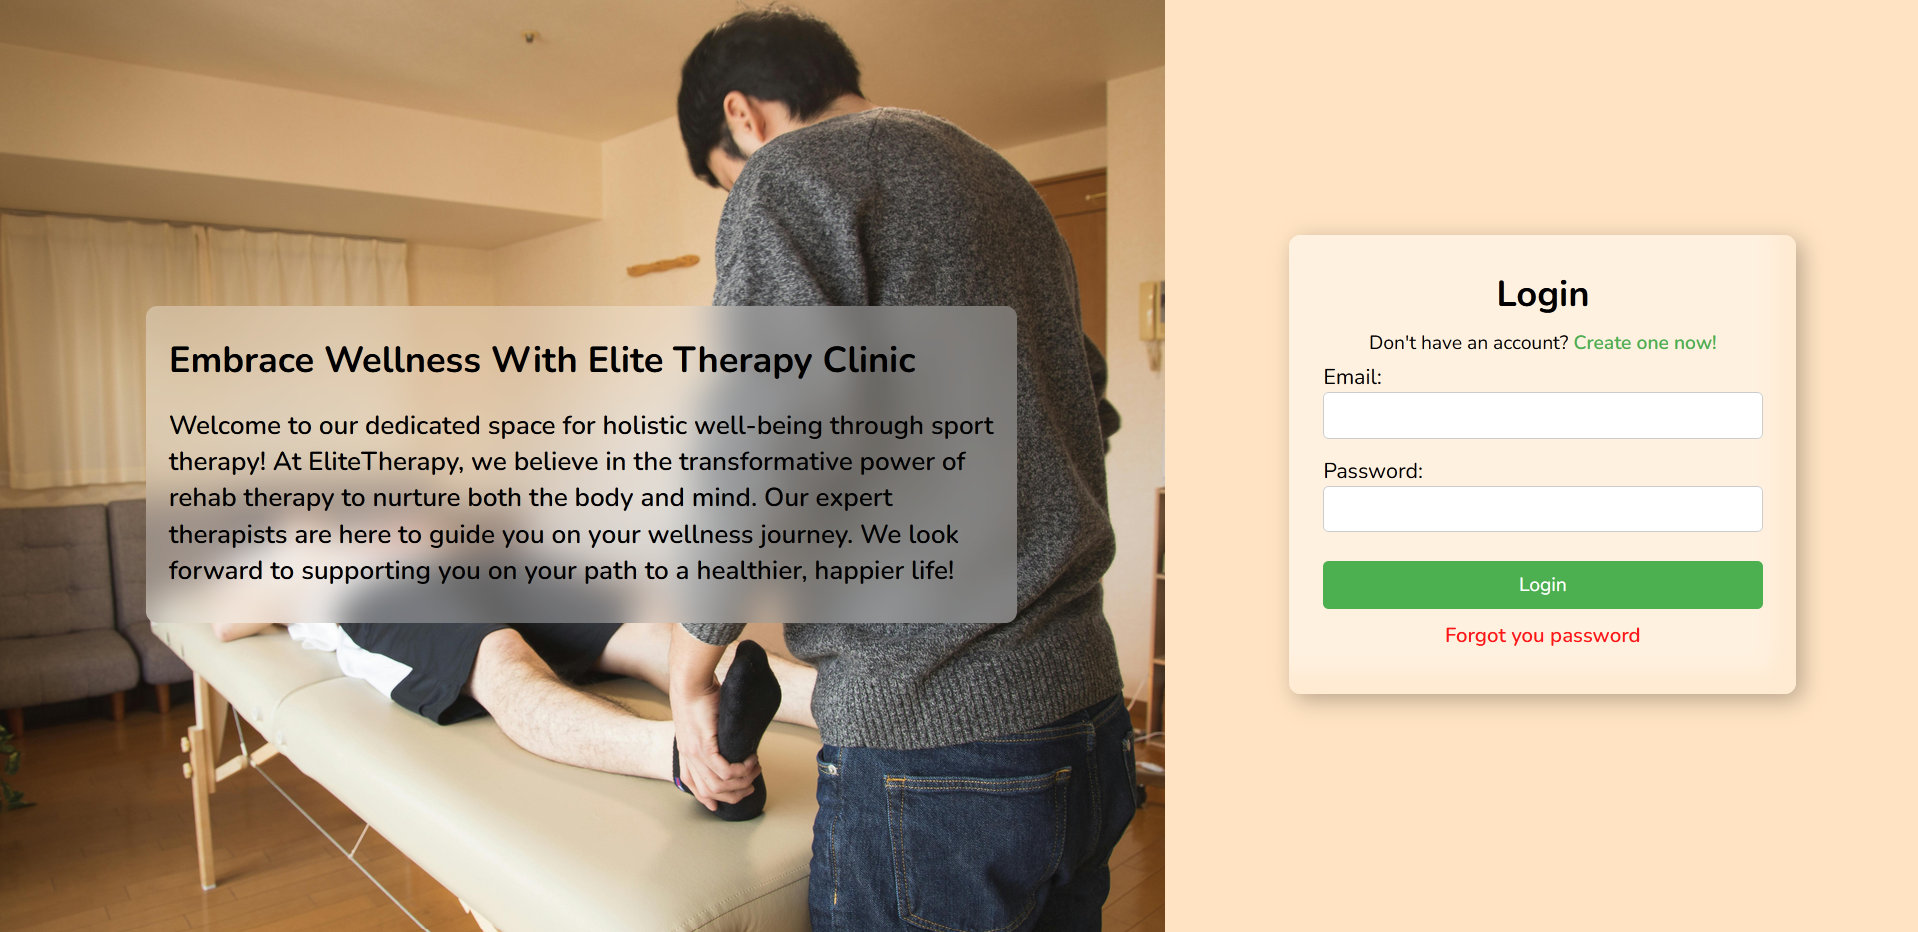 Embrace Wellness With Elite Therapy Clinic
Welcome to our dedicated space for holistic well-being through sport
therapy! At EliteTherapy, we believe in the transformative power of
rehab therapy to nurture both the body and mind. Our expert
therapists are here to guide you on your wellness journey. We look
forward to supporting you on your path to a healthier, happier life!
Login
Don't have an account? Create one now!
Email:
Password:
Login
Forgot you password